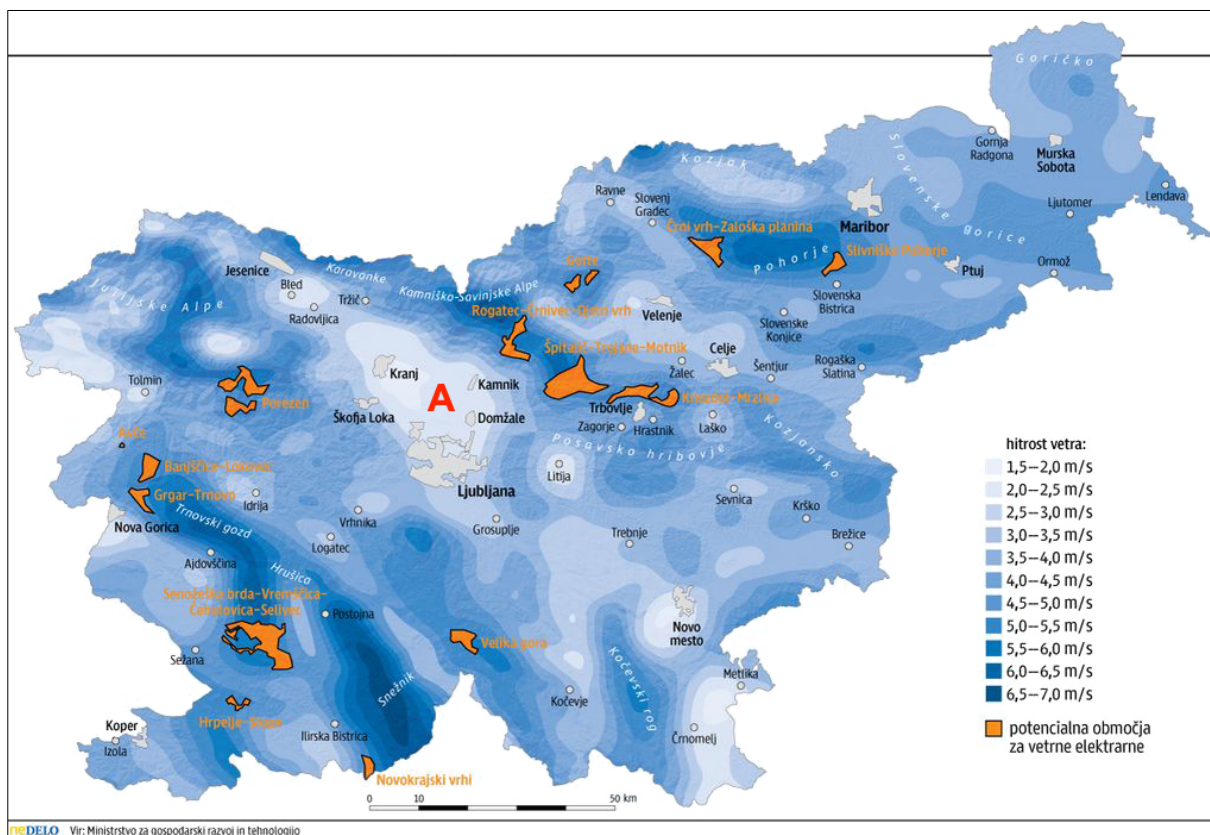 Goričko
Gornja
Radgona
Murska
Sobota
Slovenske gorice
Lendava
Ljutomer
Kozjak
Ravne
Slovenj
Gradec
Maribor
Črni vrh–Zaloška planina
Pohorje
Slivniško Pohorje
Ptuj
Ormož
Jesenice
Karavanke
Bled
Golte
Kamniško-Savinjske Alpe
Julijske Alpe
Tržič
Radovljica
Slovenska
Bistrica
Velenje
Slovenske
Konjice
Špitalič–Trojane–Motnik
Celje
Žalec
Šentjur
Rogaška
Slatina
Kranj
A
Kamnik
Tolmin
Porezen
Škofja Loka
Domžale
Trbovlje
Zagorje
Hrastnik
Laško
Posavsko hribovje
Kozjansko
Banjščica–Lokovec
Litija
Ljubljana
Sevnica
Grgar–Trnovo
Idrija
Nova Gorica
Trnovski gozd
Vrhnika
Grosuplje
Krško
Logatec
Trebnje
Brežice
Ajdovščina
Hrušica
Senožeška brda–Vremščica–
Čebulovica–Selivec
Postojna
Novo
mesto
Velika gora
Sežana
Kočevski rog
Metlika
Snežnik
Kočevje
Hrpelje–Slope
Koper
Izola
Ilirska Bistrica
Črnomelj
Novokrajski vrhi
hitrost vetra:
1,5–2,0 m/s
2,0–2,5 m/s
2,5–3,0 m/s
3,0–3,5 m/s
3,5–4,0 m/s
4,0–4,5 m/s
4,5–5,0 m/s
5,0–5,5 m/s
5,5–6,0 m/s
6,0–6,5 m/s
6,5–7,0 m/s
potencialna območja
za vetrne elektrarne
0 10 50 km
neDELO Vir: Ministrstvo za gospodarski razvoj in tehnologijo